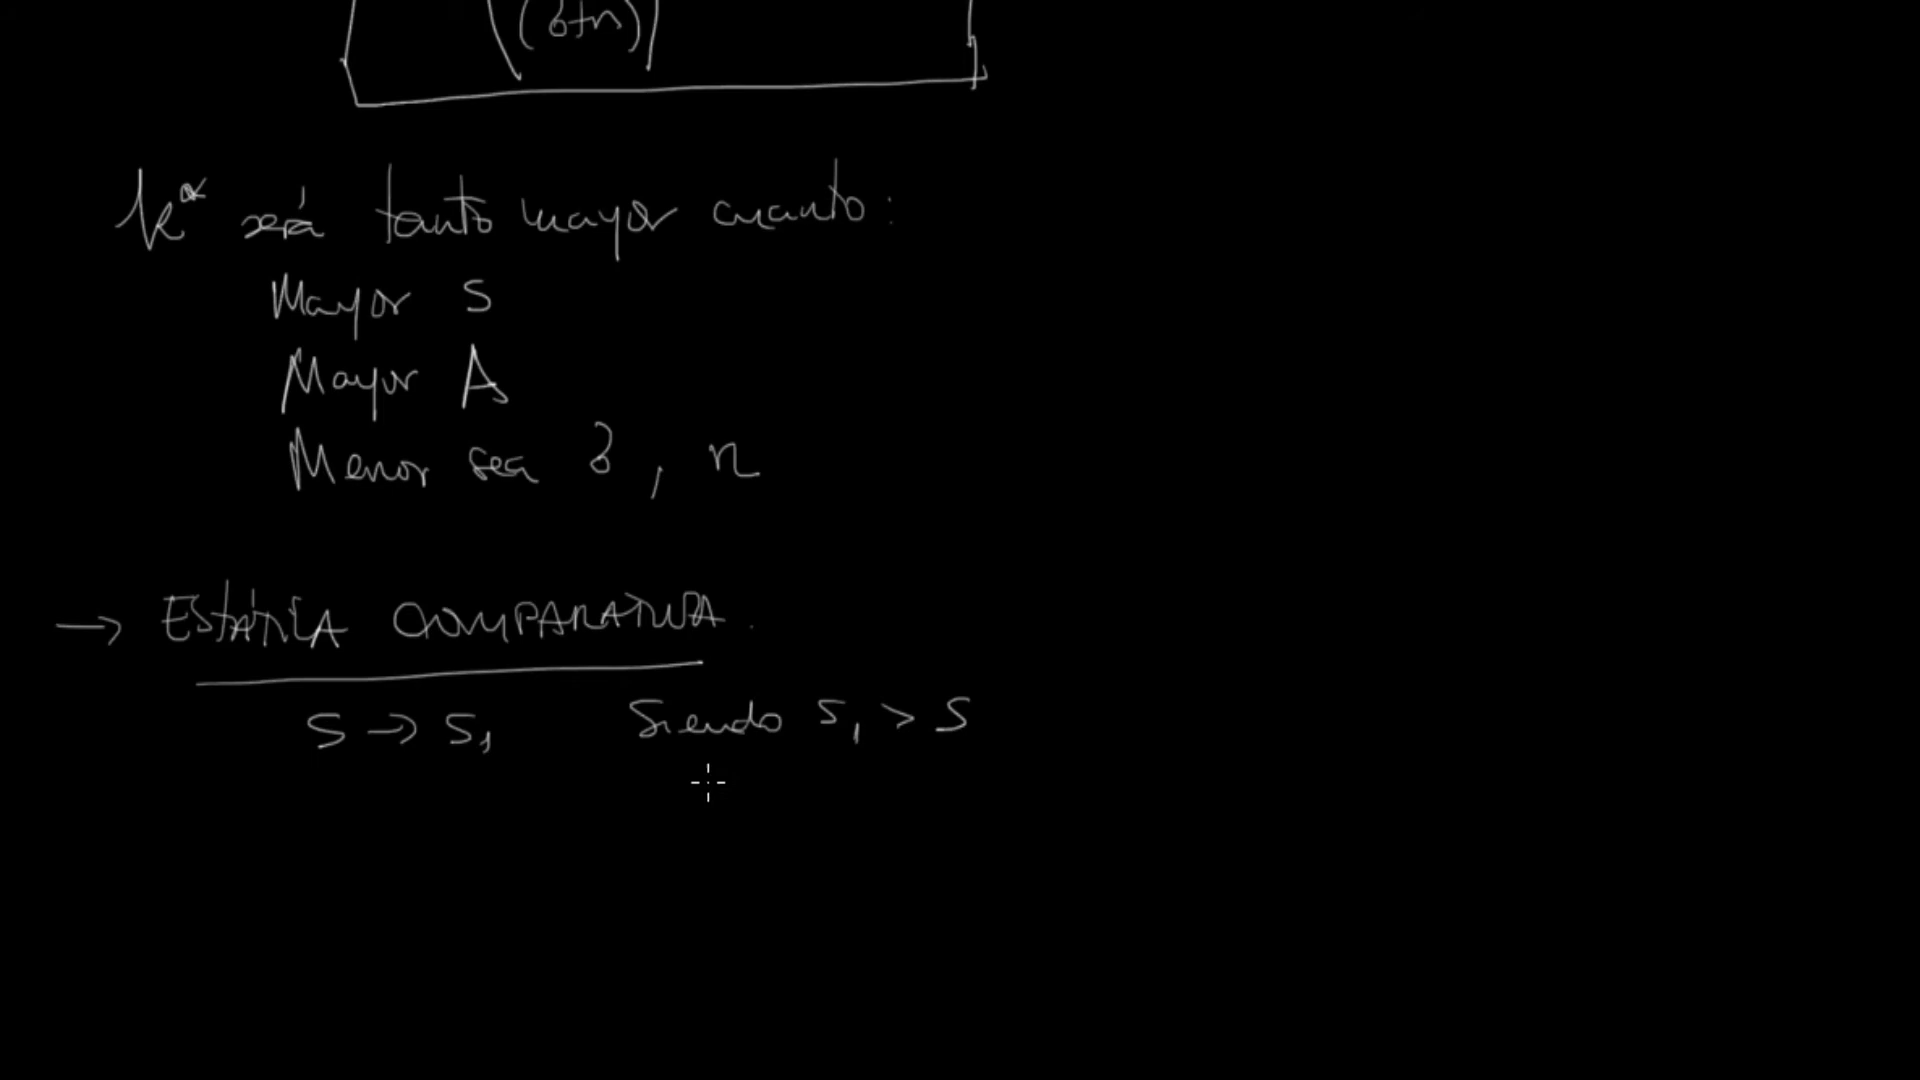 (δ+n)
k* será tanto mayor cuanto:
Mayor s
Mayor A
Menor sea δ, n
→ ESTÁTICA COMPARATIVA.
s → s₁ Siendo s₁ > s